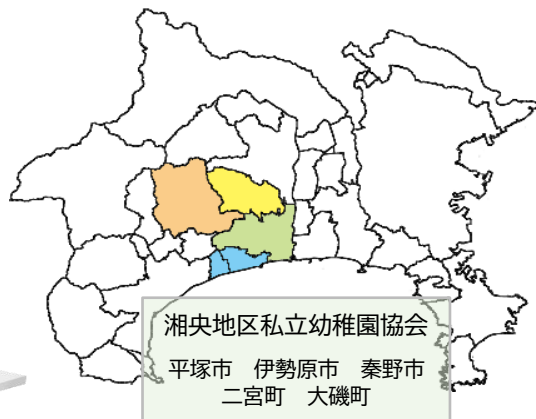 湘央地区私立幼稚園協会
平塚市　伊勢原市　秦野市
二宮町　大磯町